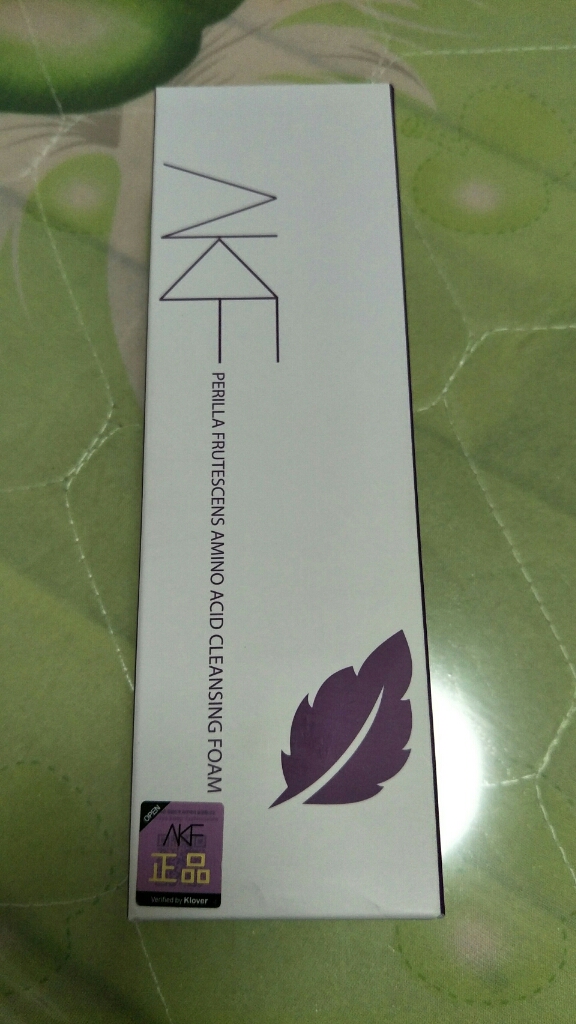 AKF
PERILLA FRUTESCENS AMINO ACID CLEANSING FOAM
OPEN
AKF
正品
Verified by Klover